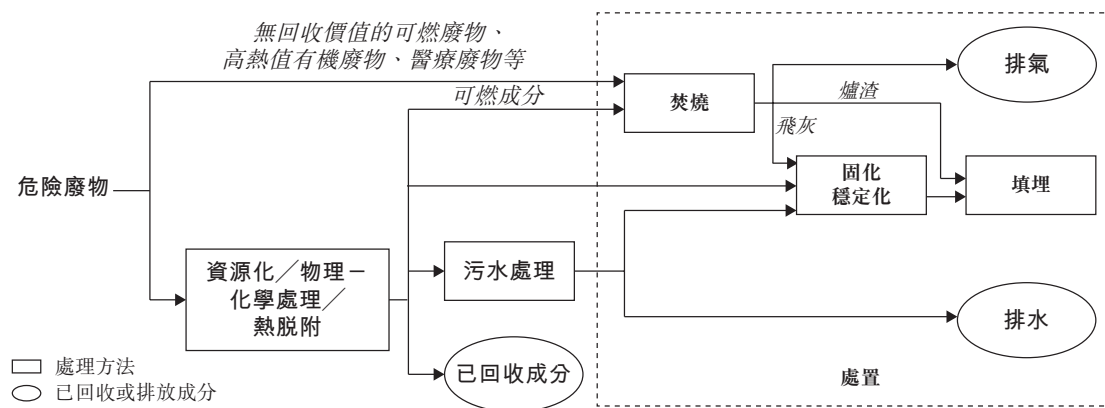 無回收價值的可燃廢物、
高熱值有機廢物、醫療廢物等
排氣
可燃成分
焚燒
爐渣
飛灰
危險廢物
固化
穩定化
填埋
資源化／物理－
化學處理／
熱脫附
污水處理
排水
已回收成分
處置
處理方法
已回收或排放成分